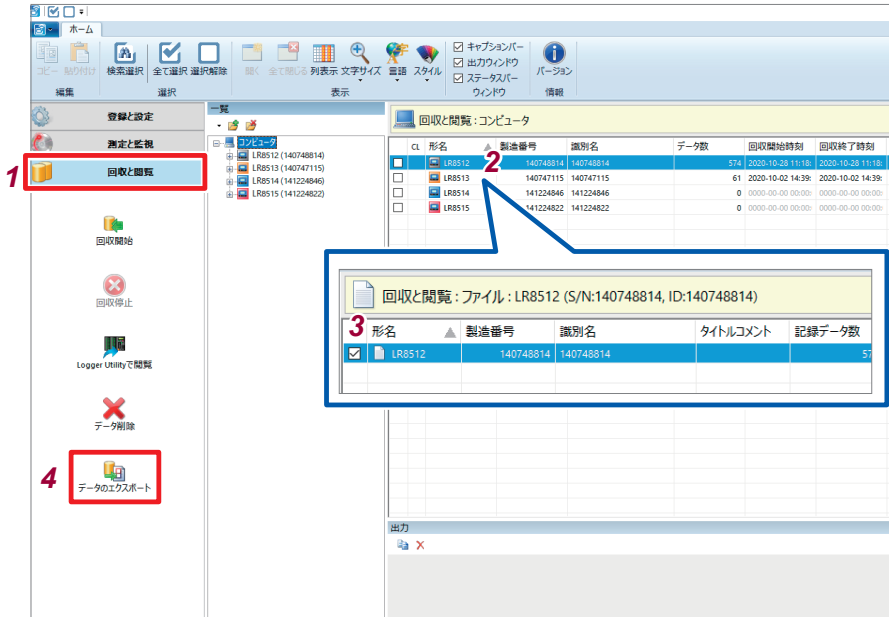 ホーム
コピー 貼り付け 検索選択 全て選択 選択解除 開く 全て閉じる 列表示 文字サイズ 言語 スタイル バージョン
キャプションバー
出力ウィンドウ
ステータスバー
編集 選択 表示 ウィンドウ 情報
登録と設定
測定と監視
1 回収と閲覧
回収開始
回収停止
Logger Utilityで閲覧
データ削除
4 データのエクスポート
一覧
コンピュータ
LR8512 (140748814)
LR8513 (140747115)
LR8514 (141224846)
LR8515 (141224822)
回収と閲覧 : コンピュータ
CL 形名 製造番号 識別名 データ数 回収開始時刻 回収終了時刻
2
LR8512 140748814 140748814 574 2020-10-28 11:18: 2020-10-28 11:18:
LR8513 140747115 140747115 61 2020-10-02 14:39: 2020-10-02 14:39:
LR8514 141224846 141224846 0 0000-00-00 00:00: 0000-00-00 00:00:
LR8515 141224822 141224822 0 0000-00-00 00:00: 0000-00-00 00:00:
回収と閲覧 : ファイル : LR8512 (S/N:140748814, ID:140748814)
3 形名 製造番号 識別名 タイトルコメント 記録データ数
LR8512 140748814 140748814 57
出力